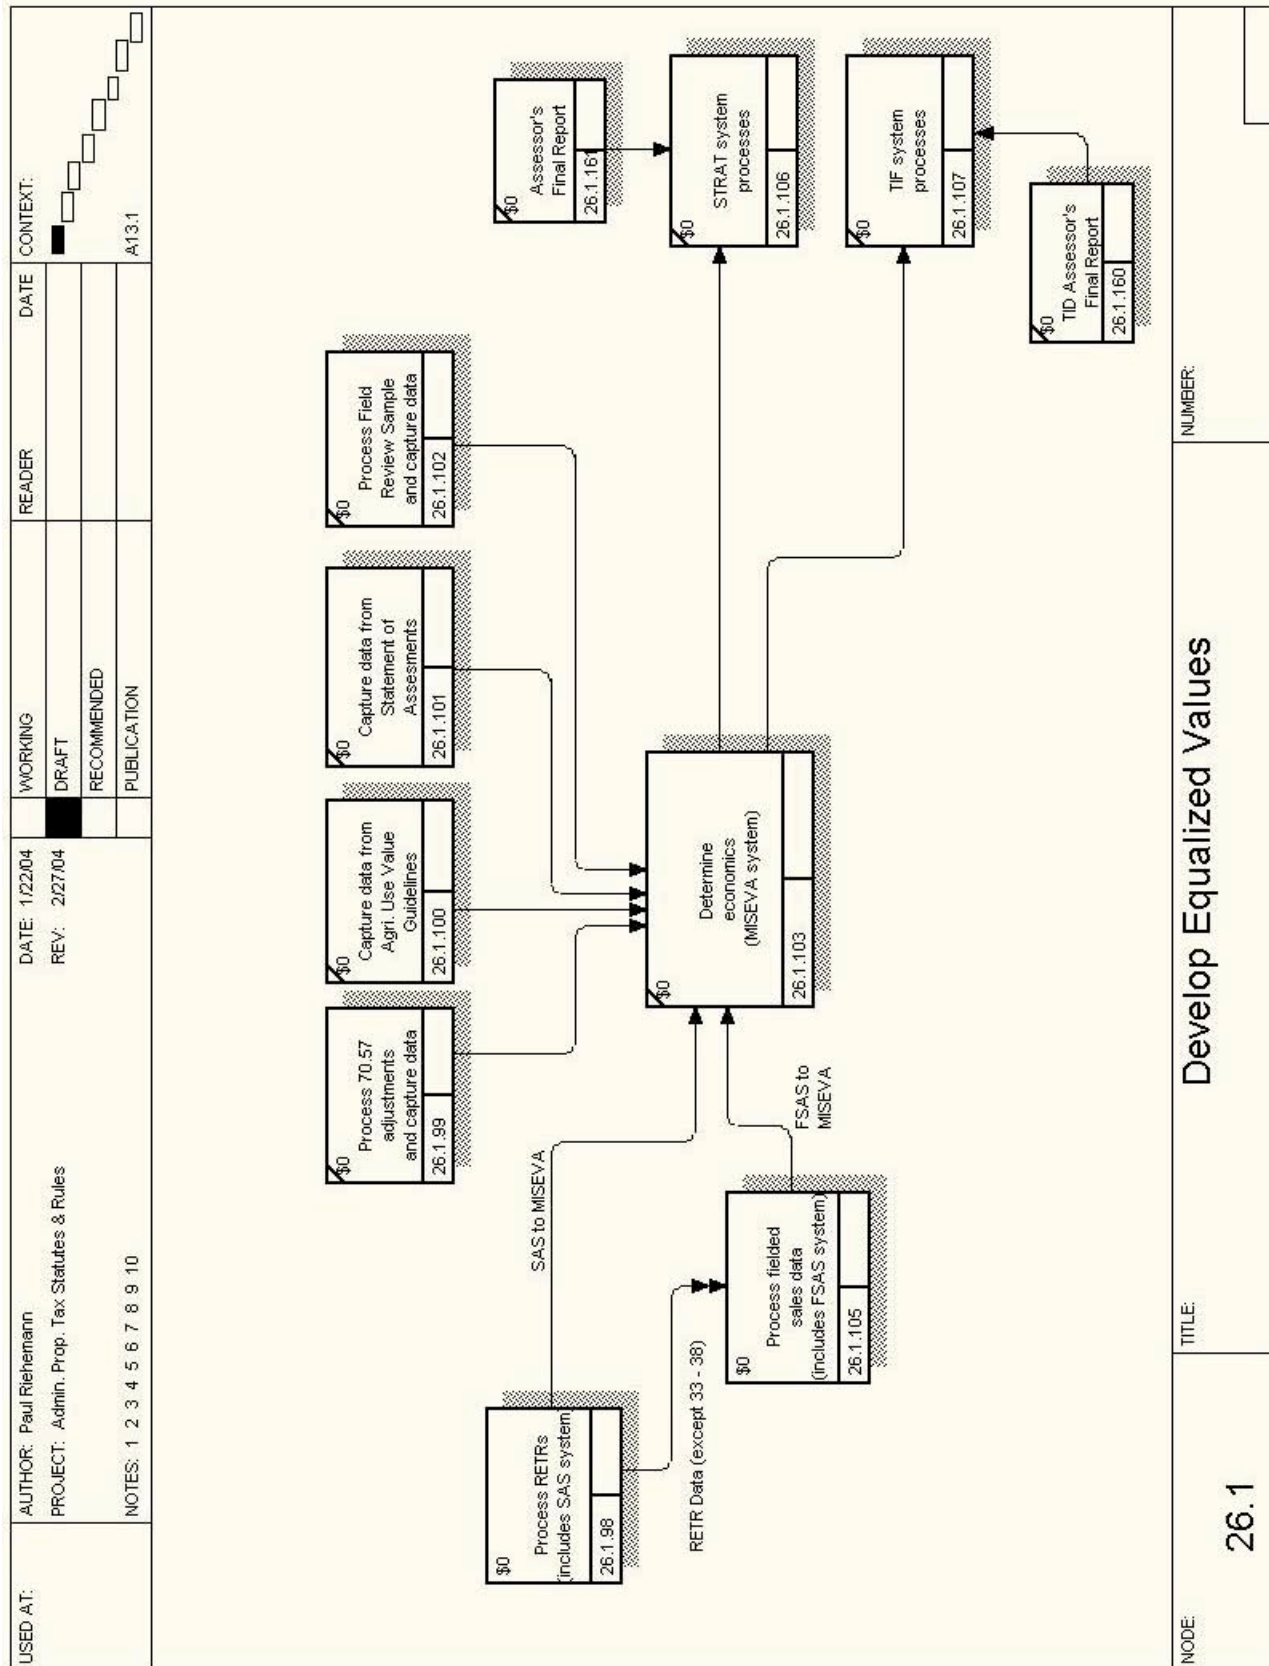 USED AT:
AUTHOR: Paul Riehemann
DATE: 1/22/04
WORKING
READER
DATE
CONTEXT:
PROJECT: Admin. Prop. Tax Statutes & Rules
REV: 2/27/04
DRAFT
RECOMMENDED
NOTES: 1 2 3 4 5 6 7 8 9 10
PUBLICATION
A13.1
$0
Process 70.57
adjustments
and capture data
26.1.99
$0
Capture data from
Agri. Use Value
Guidelines
26.1.100
$0
Capture data from
Statement of
Assesments
26.1.101
$0
Process Field
Review Sample
and capture data
26.1.102
$0
Process RETRs
(includes SAS system)
26.1.98
SAS to MISEVA
RETR Data (except 33 - 38)
$0
Process fielded
sales data
(includes FSAS system)
26.1.105
FSAS to
MISEVA
$0
Determine
economics
(MISEVA system)
26.1.103
$0
Assessor's
Final Report
26.1.161
$0
STRAT system
processes
26.1.106
$0
TIF system
processes
26.1.107
$0
TID Assessor's
Final Report
26.1.160
NODE:
TITLE:
NUMBER:
26.1
Develop Equalized Values